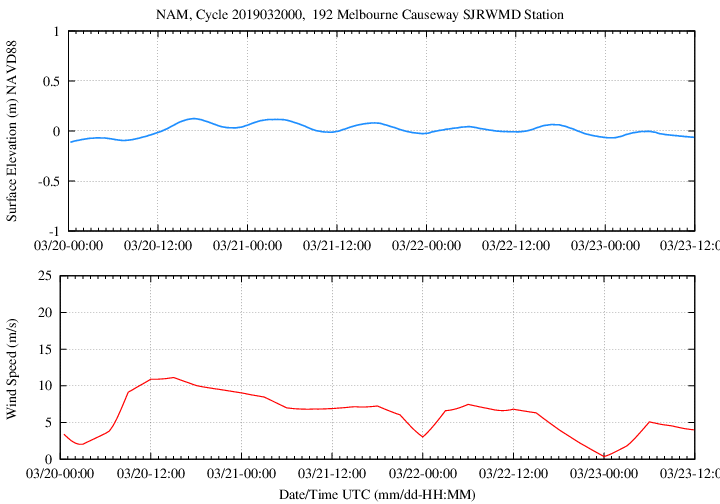 NAM, Cycle 2019032000,  192 Melbourne Causeway SJRWMD Station
Surface Elevation (m) NAVD88
1
0.5
0
-0.5
-1
03/20-00:00 03/20-12:00 03/21-00:00 03/21-12:00 03/22-00:00 03/22-12:00 03/23-00:00 03/23-12:0
Wind Speed (m/s)
25
20
15
10
5
0
03/20-00:00 03/20-12:00 03/21-00:00 03/21-12:00 03/22-00:00 03/22-12:00 03/23-00:00 03/23-12:0
Date/Time UTC (mm/dd-HH:MM)